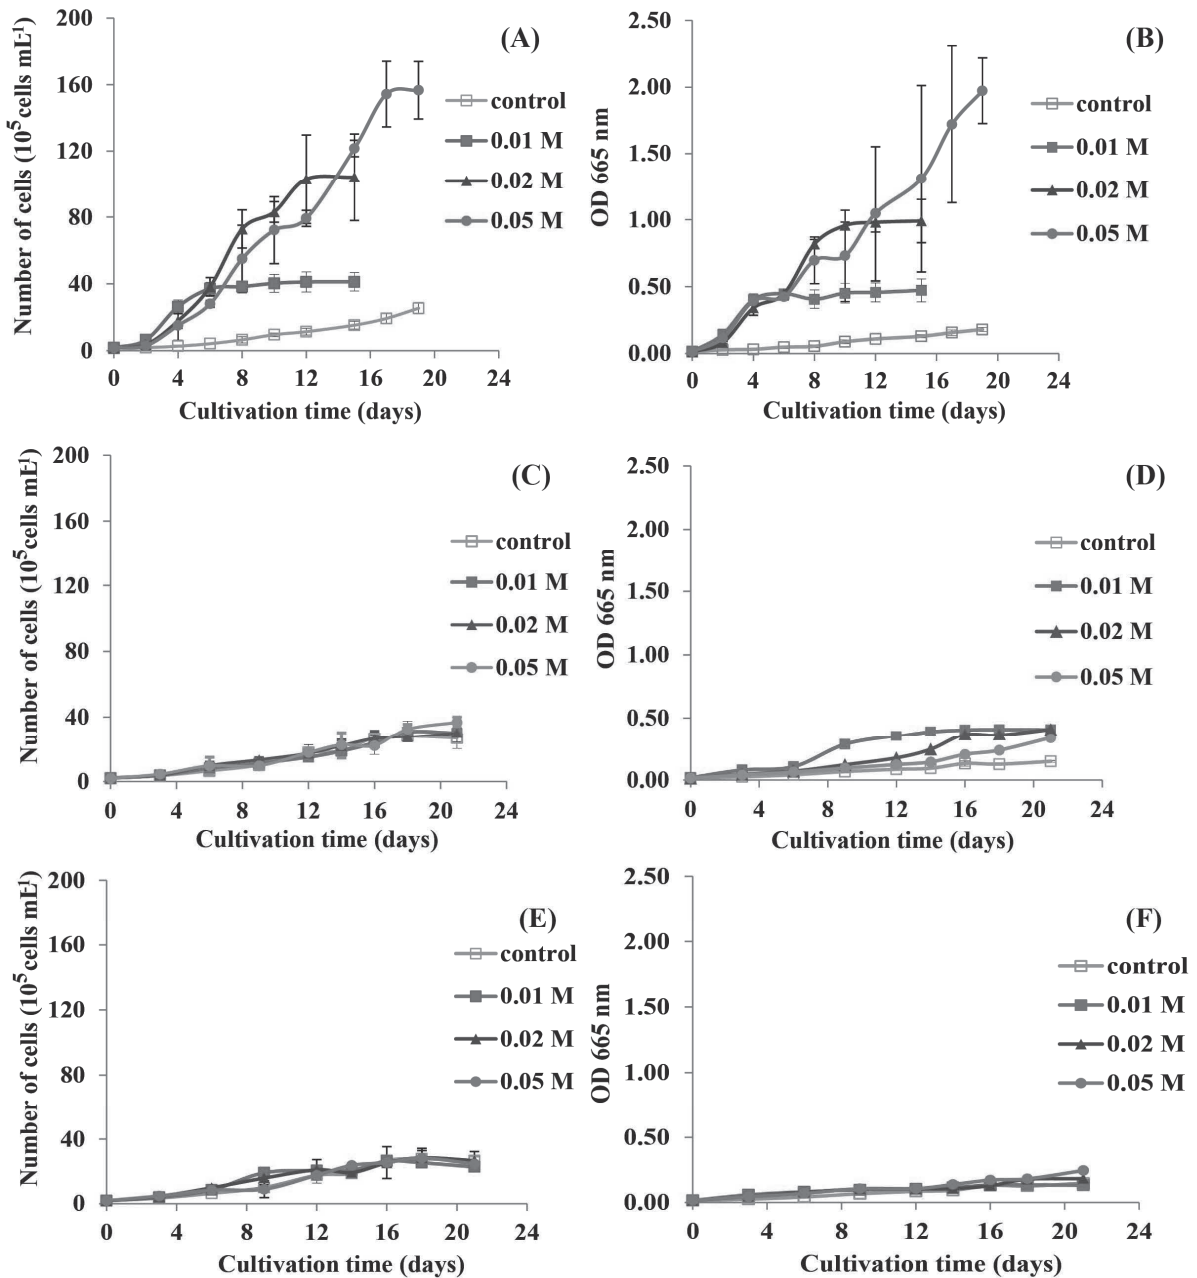 (A)
Number of cells (10⁵ cells mL⁻¹)
200
160
120
80
40
0
0 4 8 12 16 20 24
Cultivation time (days)
control
0.01 M
0.02 M
0.05 M
(B)
OD 665 nm
2.50
2.00
1.50
1.00
0.50
0.00
0 4 8 12 16 20 24
Cultivation time (days)
control
0.01 M
0.02 M
0.05 M
(C)
Number of cells (10⁵ cells mL⁻¹)
200
160
120
80
40
0
0 4 8 12 16 20 24
Cultivation time (days)
control
0.01 M
0.02 M
0.05 M
(D)
OD 665 nm
2.50
2.00
1.50
1.00
0.50
0.00
0 4 8 12 16 20 24
Cultivation time (days)
control
0.01 M
0.02 M
0.05 M
(E)
Number of cells (10⁵ cells mL⁻¹)
200
160
120
80
40
0
0 4 8 12 16 20 24
Cultivation time (days)
control
0.01 M
0.02 M
0.05 M
(F)
OD 665 nm
2.50
2.00
1.50
1.00
0.50
0.00
0 4 8 12 16 20 24
Cultivation time (days)
control
0.01 M
0.02 M
0.05 M